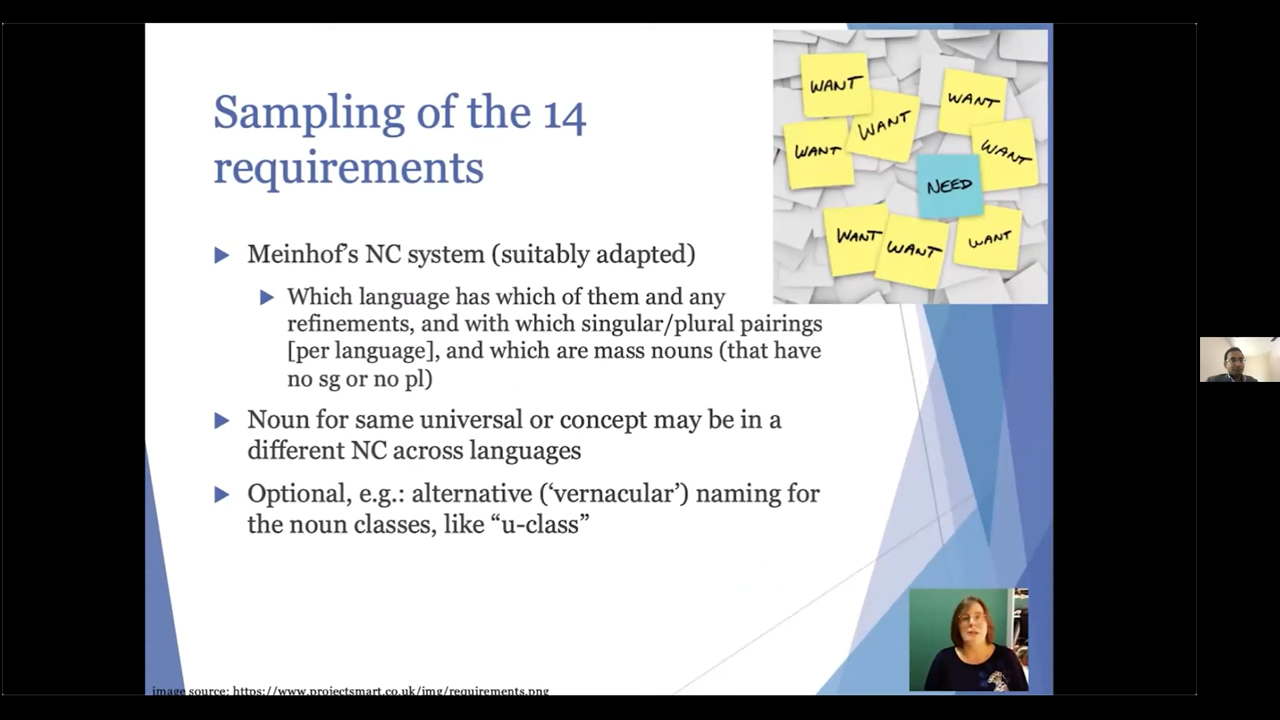 Sampling of the 14
requirements
Meinhof's NC system (suitably adapted)
Which language has which of them and any
refinements, and with which singular/plural pairings
[per language], and which are mass nouns (that have
no sg or no pl)
Noun for same universal or concept may be in a
different NC across languages
Optional, e.g.: alternative (‘vernacular’) naming for
the noun classes, like “u-class”
WANT
WANT
WANT
WANT
WANT
WANT
NEED
WANT
WANT
WANT
image source: https://www.projectsmart.co.uk/img/requirements.png